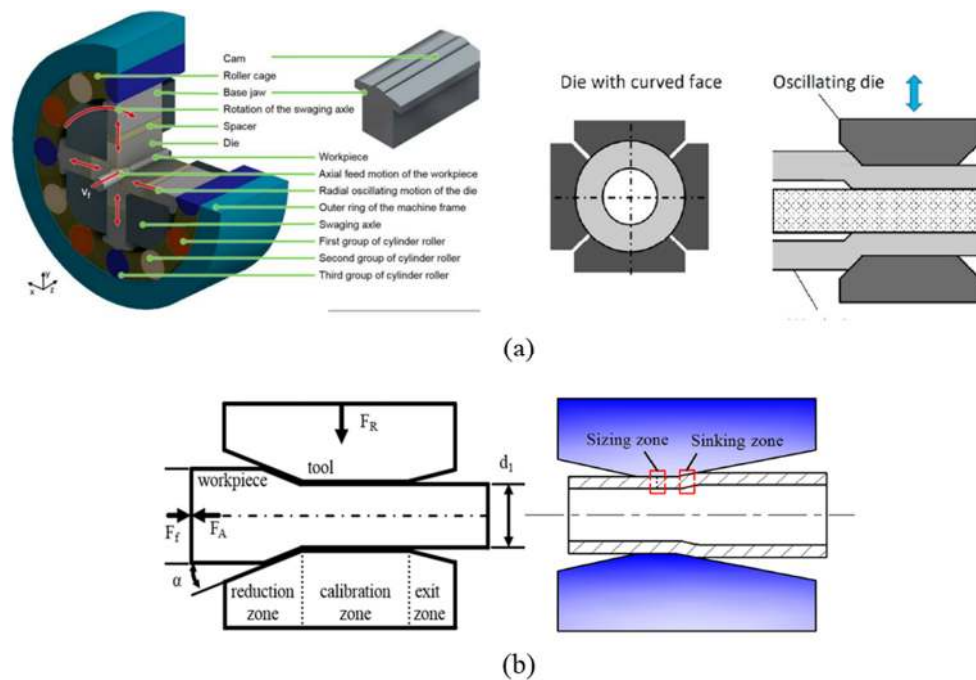 Cam
Roller cage
Base jaw
Rotation of the swaging axle
Spacer
Die
Workpiece
Axial feed motion of the workpiece
Radial oscillating motion of the die
Outer ring of the machine frame
Swaging axle
First group of cylinder roller
Second group of cylinder roller
Third group of cylinder roller
v_f
y
x
z
Die with curved face
Oscillating die
(a)
F_R
tool
workpiece
d_1
F_f
F_A
α
reduction zone
calibration zone
exit zone
Sizing zone
Sinking zone
(b)